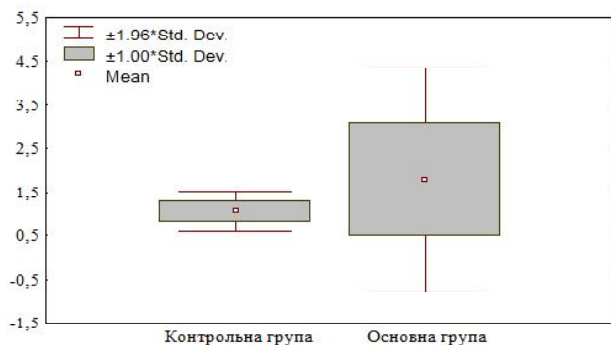 ±1.96*Std. Dev.
±1.00*Std. Dev.
Mean
5,5
4,5
3,5
2,5
1,5
0,5
-0,5
-1,5
Контрольна група Основна група